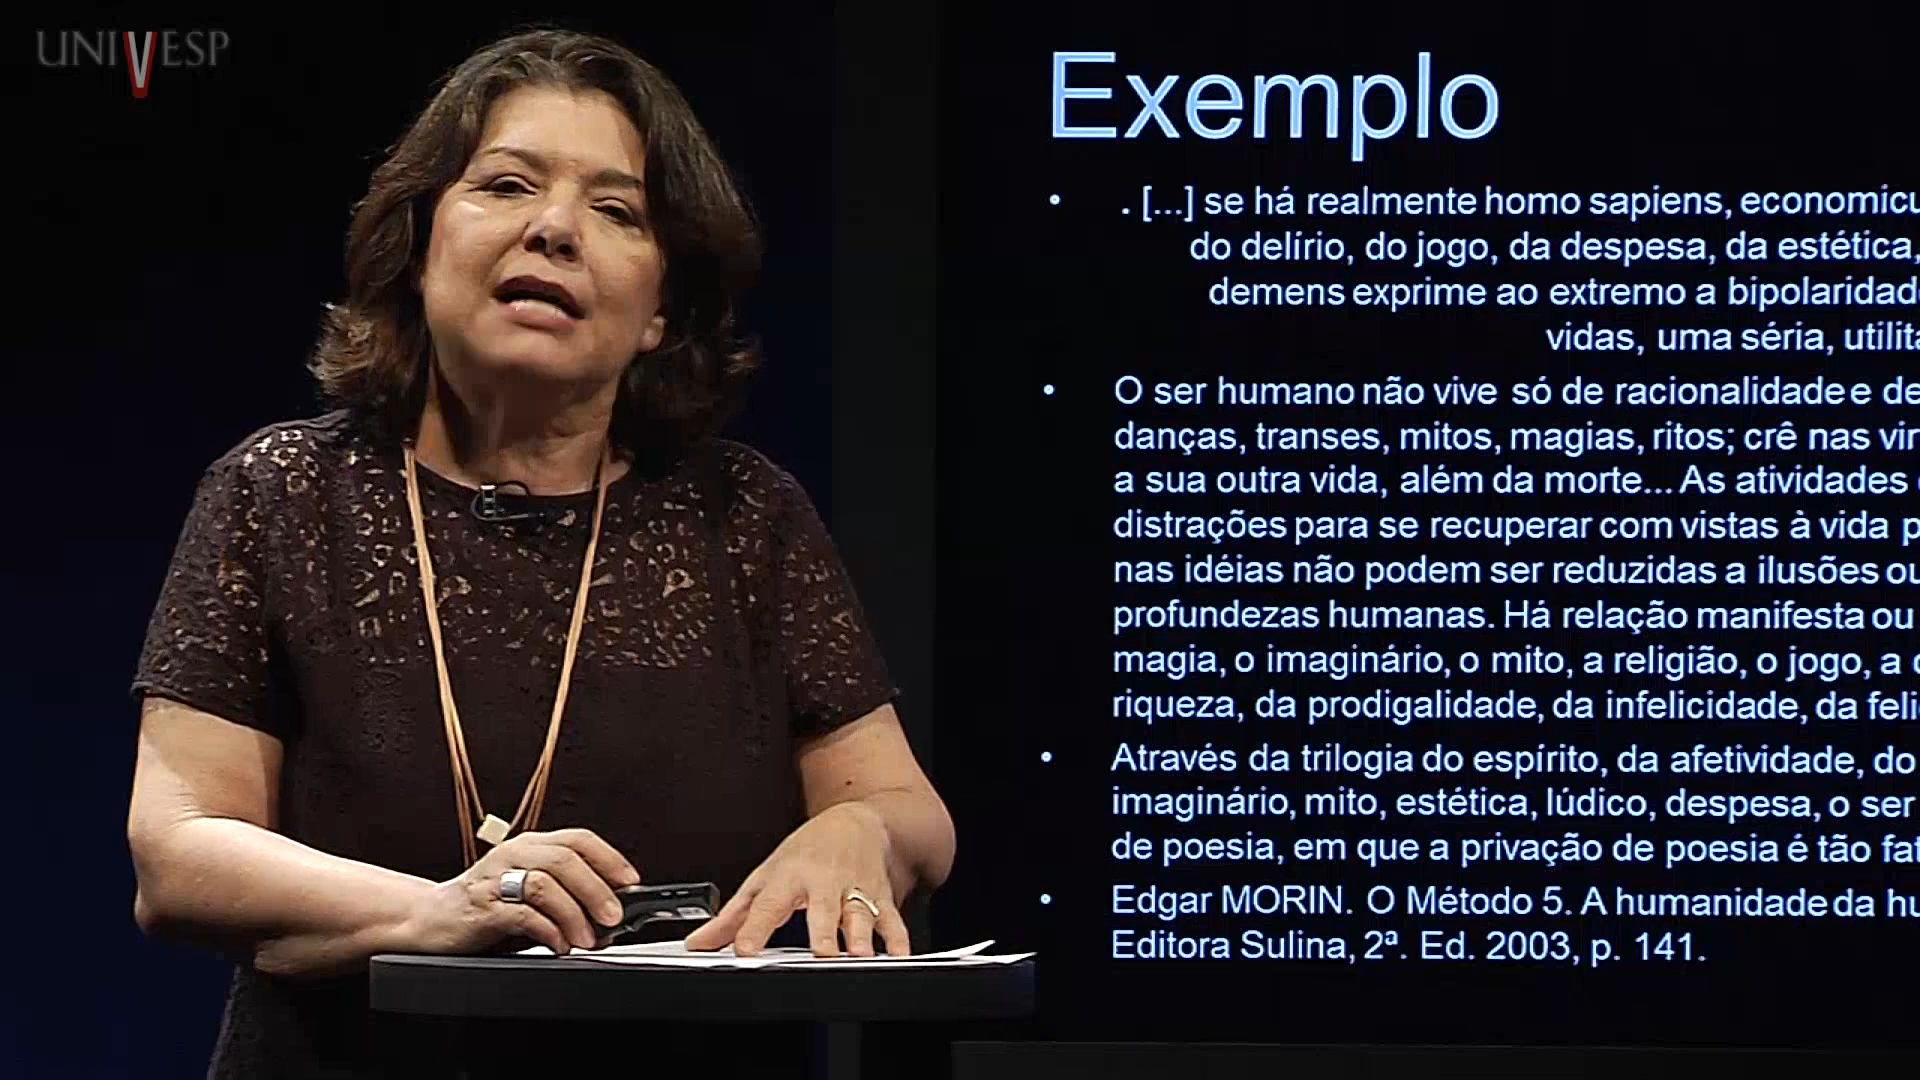 UNIVESP
Exemplo
• . [...] se há realmente homo sapiens, economicu
do delírio, do jogo, da despesa, da estética,
demens exprime ao extremo a bipolaridade
vidas, uma séria, utilita
• O ser humano não vive só de racionalidade e de
danças, transes, mitos, magias, ritos; crê nas vir
a sua outra vida, além da morte... As atividades
distrações para se recuperar com vistas à vida p
nas idéias não podem ser reduzidas a ilusões ou
profundezas humanas. Há relação manifesta ou
magia, o imaginário, o mito, a religião, o jogo, a
riqueza, da prodigalidade, da infelicidade, da feli
• Através da trilogia do espírito, da afetividade, do
imaginário, mito, estética, lúdico, despesa, o ser
de poesia, em que a privação de poesia é tão fat
• Edgar MORIN. O Método 5. A humanidade da hu
Editora Sulina, 2ª. Ed. 2003, p. 141.